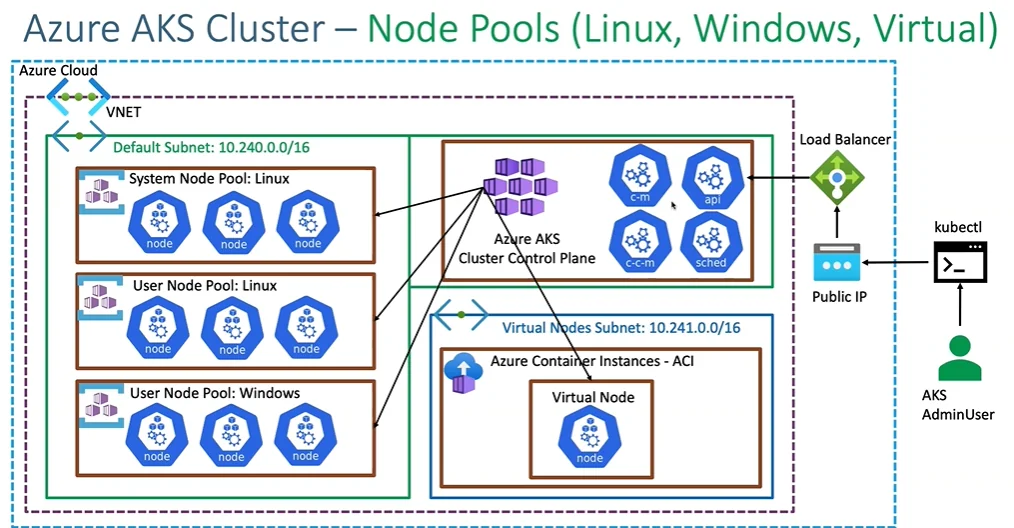 Azure AKS Cluster – Node Pools (Linux, Windows, Virtual)
Azure Cloud
VNET
Default Subnet: 10.240.0.0/16
System Node Pool: Linux
node
node
node
User Node Pool: Linux
node
node
node
User Node Pool: Windows
node
node
node
Azure AKS
Cluster Control Plane
c-m
api
c-c-m
sched
Virtual Nodes Subnet: 10.241.0.0/16
Azure Container Instances - ACI
Virtual Node
node
Load Balancer
Public IP
kubectl
AKS
AdminUser